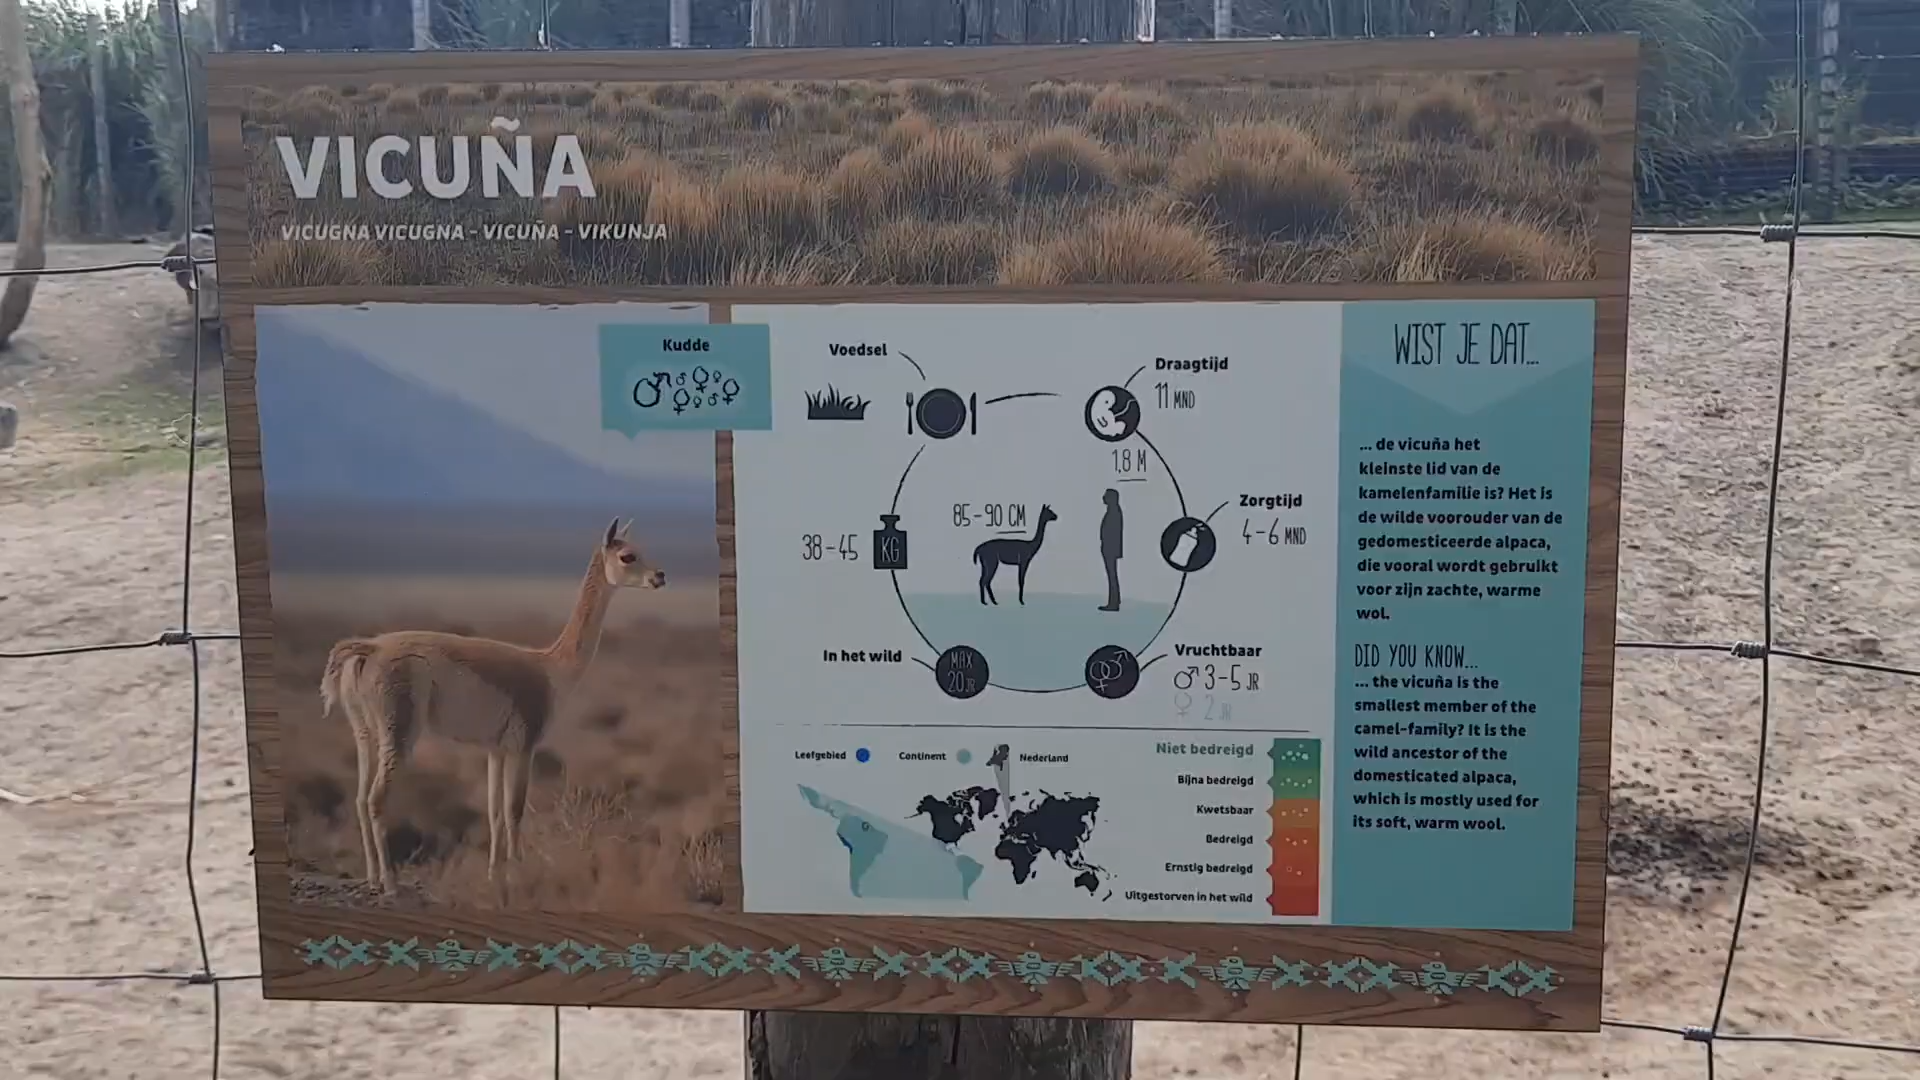 VICUÑA
VICUGNA VICUGNA - VICUÑA - VIKUNJA
Kudde
Voedsel
Draagtijd
11 MND
1,8 M
85-90 CM
Zorgtijd
4-6 MND
38-45
KG
In het wild
MAX
20 JR
Vruchtbaar
♂ 3-5 JR
♀ 2 JR
Leefgebied
Continent
Nederland
Niet bedreigd
Bijna bedreigd
Kwetsbaar
Bedreigd
Ernstig bedreigd
Uitgestorven in het wild
WIST JE DAT...
... de vicuña het
kleinste lid van de
kamelenfamilie is? Het is
de wilde voorouder van de
gedomesticeerde alpaca,
die vooral wordt gebruikt
voor zijn zachte, warme
wol.
DID YOU KNOW...
... the vicuña is the
smallest member of the
camel-family? It is the
wild ancestor of the
domesticated alpaca,
which is mostly used for
its soft, warm wool.